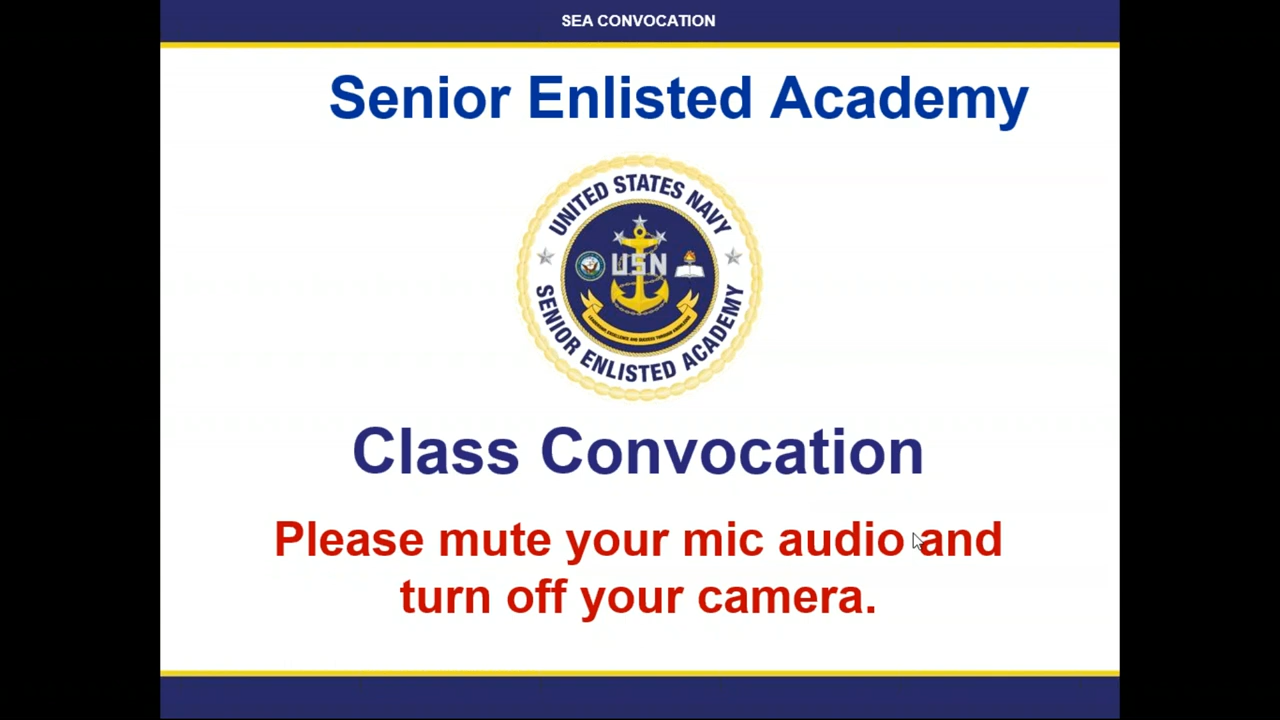 SEA CONVOCATION
Senior Enlisted Academy
UNITED STATES NAVY
USN
SENIOR ENLISTED ACADEMY
Class Convocation
Please mute your mic audio and
turn off your camera.